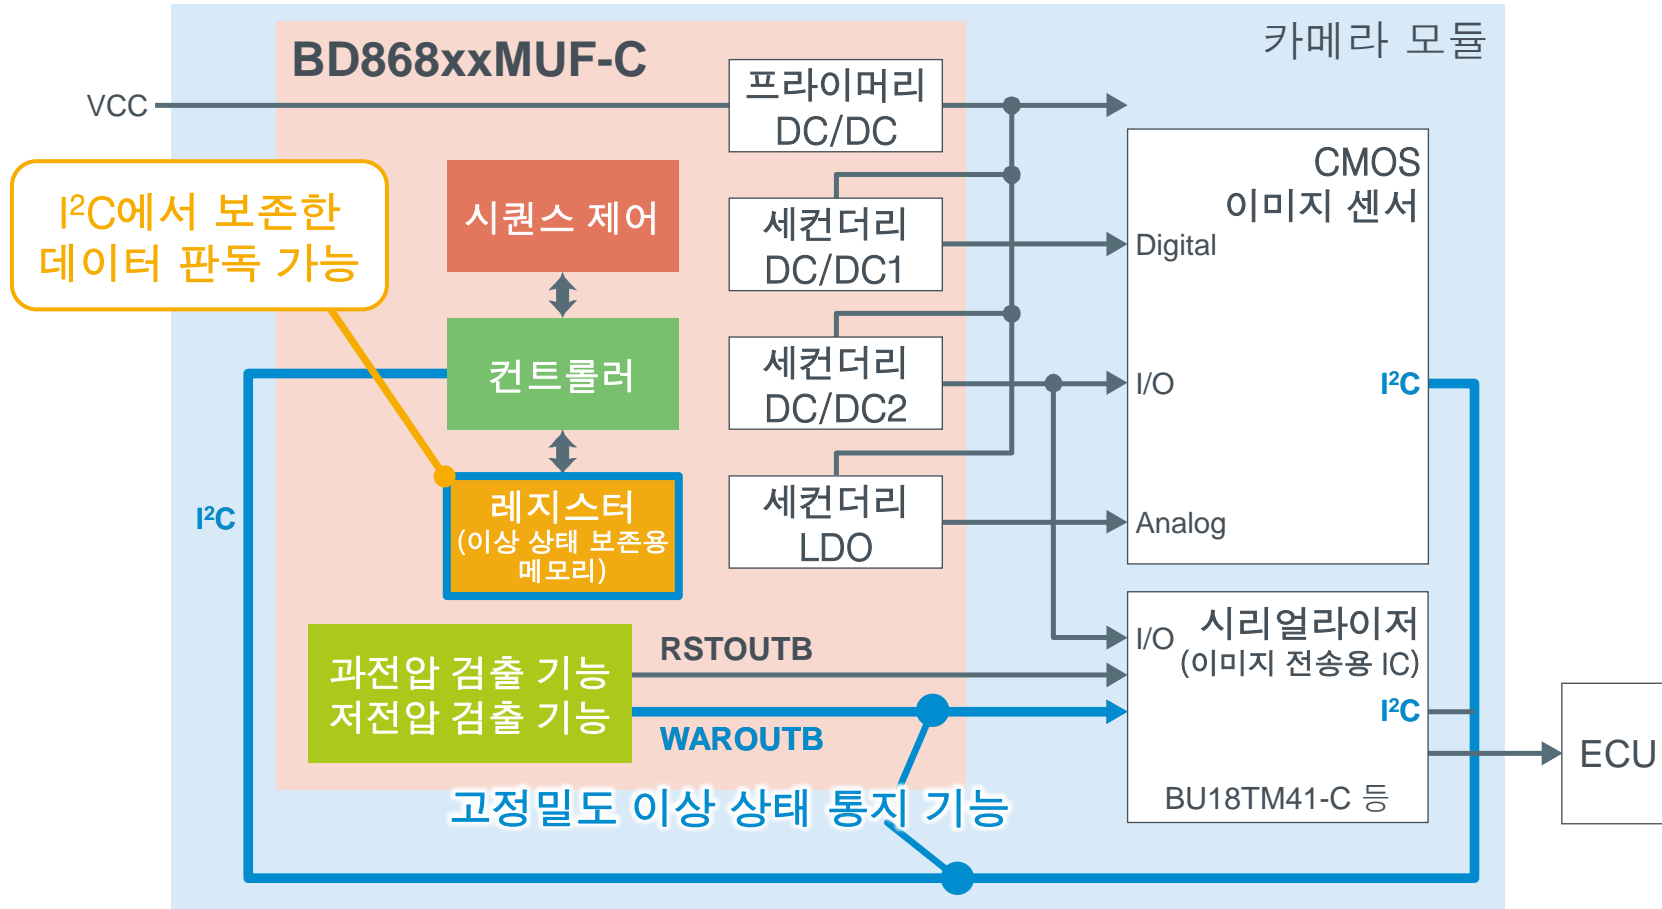 카메라 모듈
BD868xxMUF-C
VCC
프라이머리
DC/DC
I²C에서 보존한
데이터 판독 가능
시퀀스 제어
세컨더리
DC/DC1
CMOS
이미지 센서
Digital
컨트롤러
세컨더리
DC/DC2
I/O
I²C
I²C
레지스터
(이상 상태 보존용
메모리)
세컨더리
LDO
Analog
과전압 검출 기능
저전압 검출 기능
RSTOUTB
WAROUTB
I/O
시리얼라이저
(이미지 전송용 IC)
I²C
BU18TM41-C 등
ECU
고정밀도 이상 상태 통지 기능